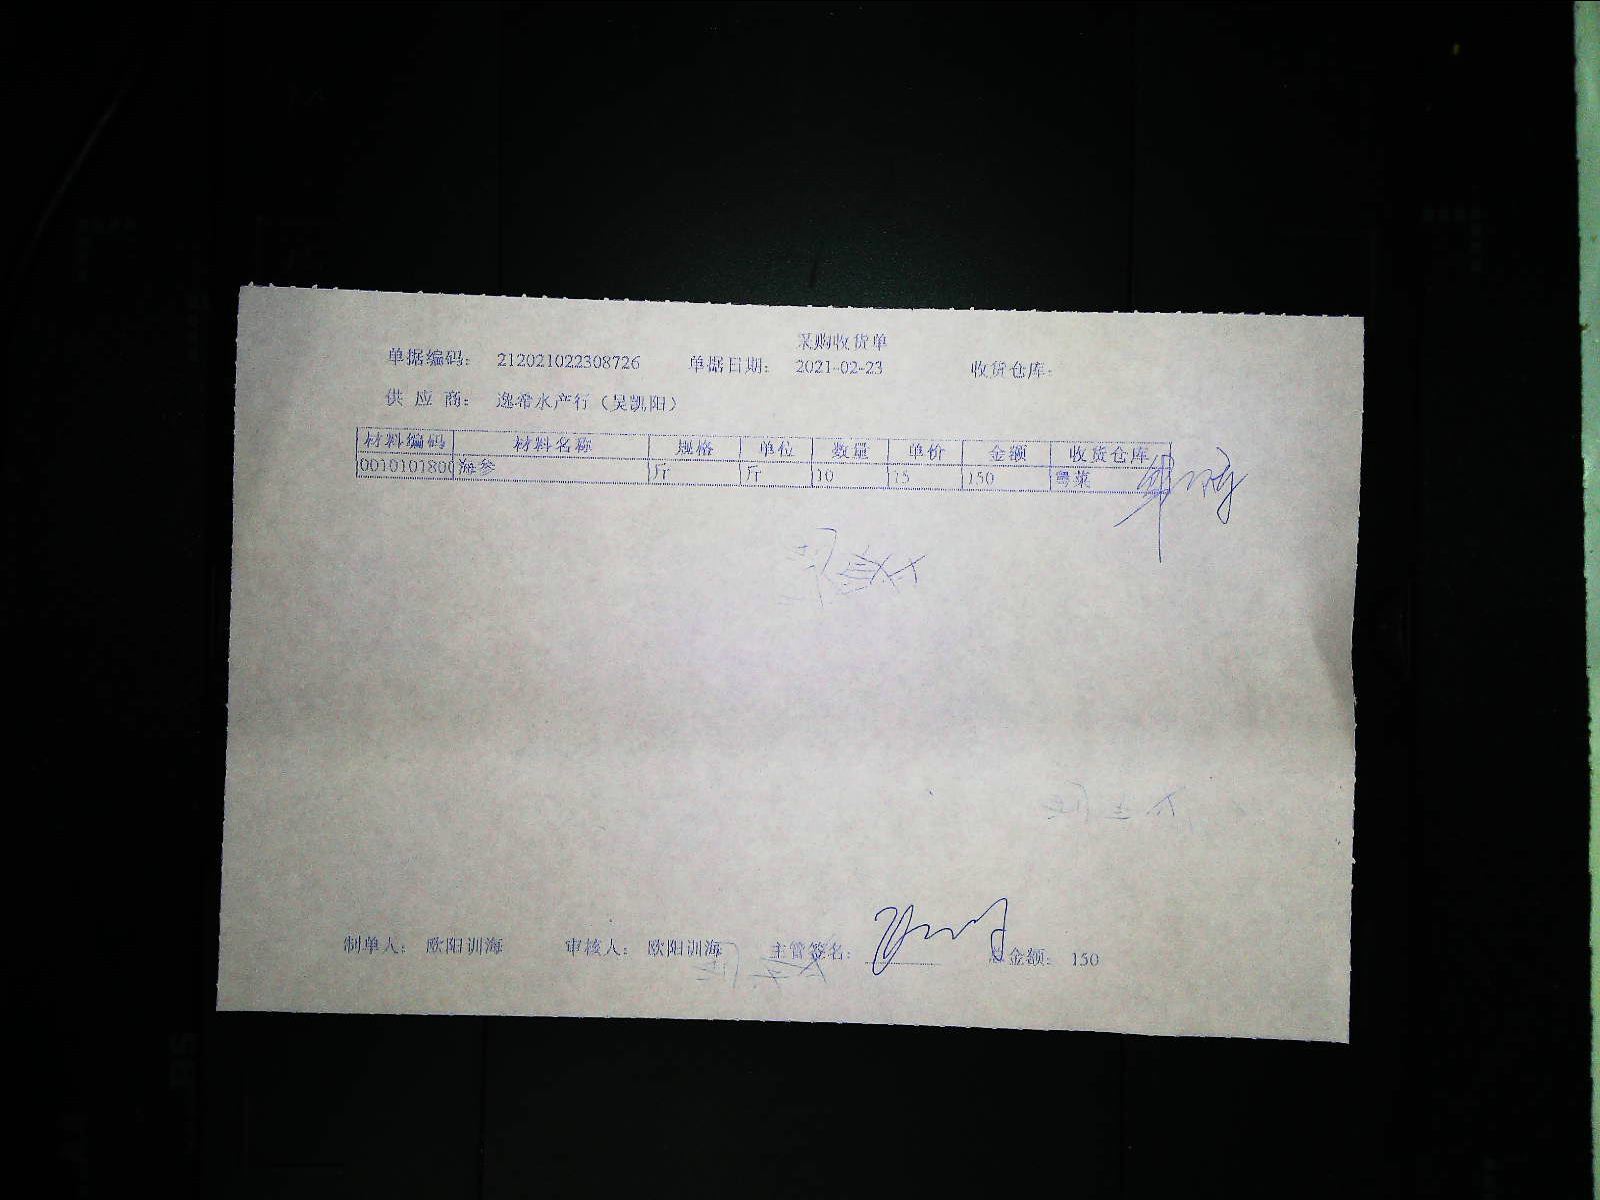 采购收货单
单据编码： 212021022308726 单据日期： 2021-02-23 收货仓库：
供 应 商： 逸帝水产行（吴凯阳）
材料编码 材料名称 规格 单位 数量 单价 金额 收货仓库
0010101800 海参 斤 斤 10 15 150 粤菜
制单人： 欧阳训海 审核人： 欧阳训海 主管签名： 总金额： 150